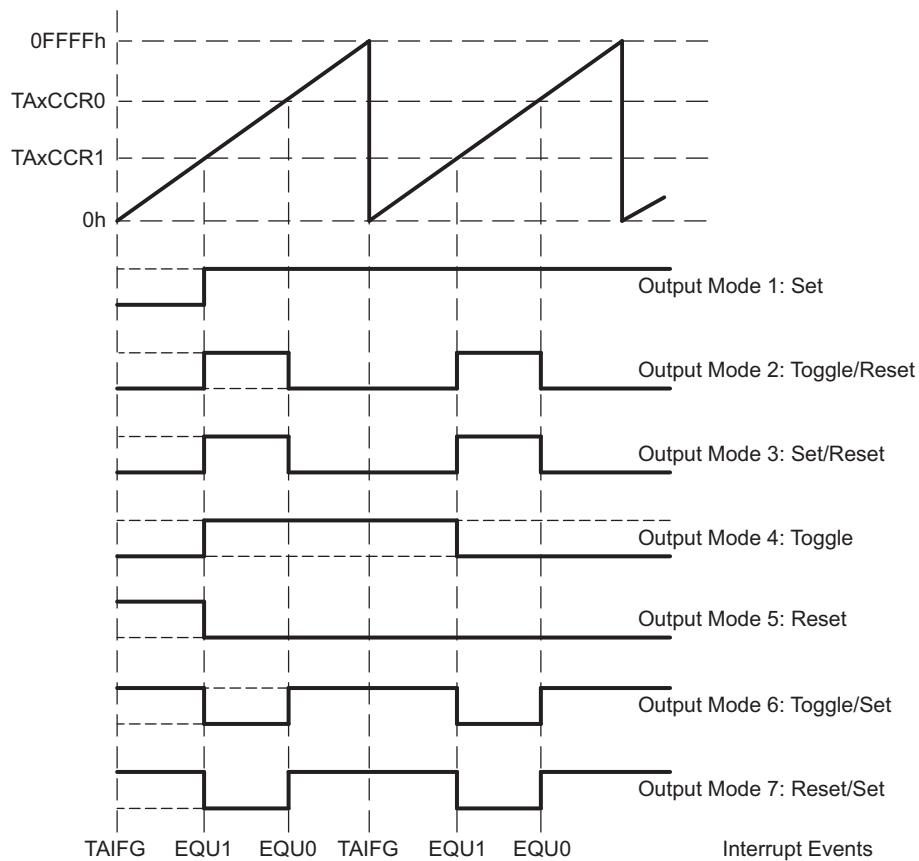 0FFFFh
TAxCCR0
TAxCCR1
0h
Output Mode 1: Set
Output Mode 2: Toggle/Reset
Output Mode 3: Set/Reset
Output Mode 4: Toggle
Output Mode 5: Reset
Output Mode 6: Toggle/Set
Output Mode 7: Reset/Set
TAIFG EQU1 EQU0 TAIFG EQU1 EQU0 Interrupt Events